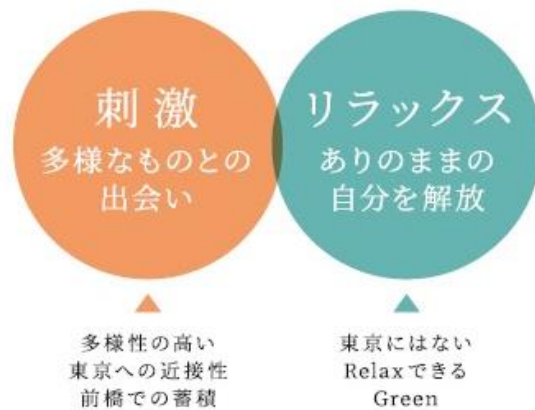 刺激
多様なものとの
出会い
リラックス
ありのままの
自分を解放
多様性の高い
東京への近接性
前橋での蓄積
東京にはない
Relaxできる
Green